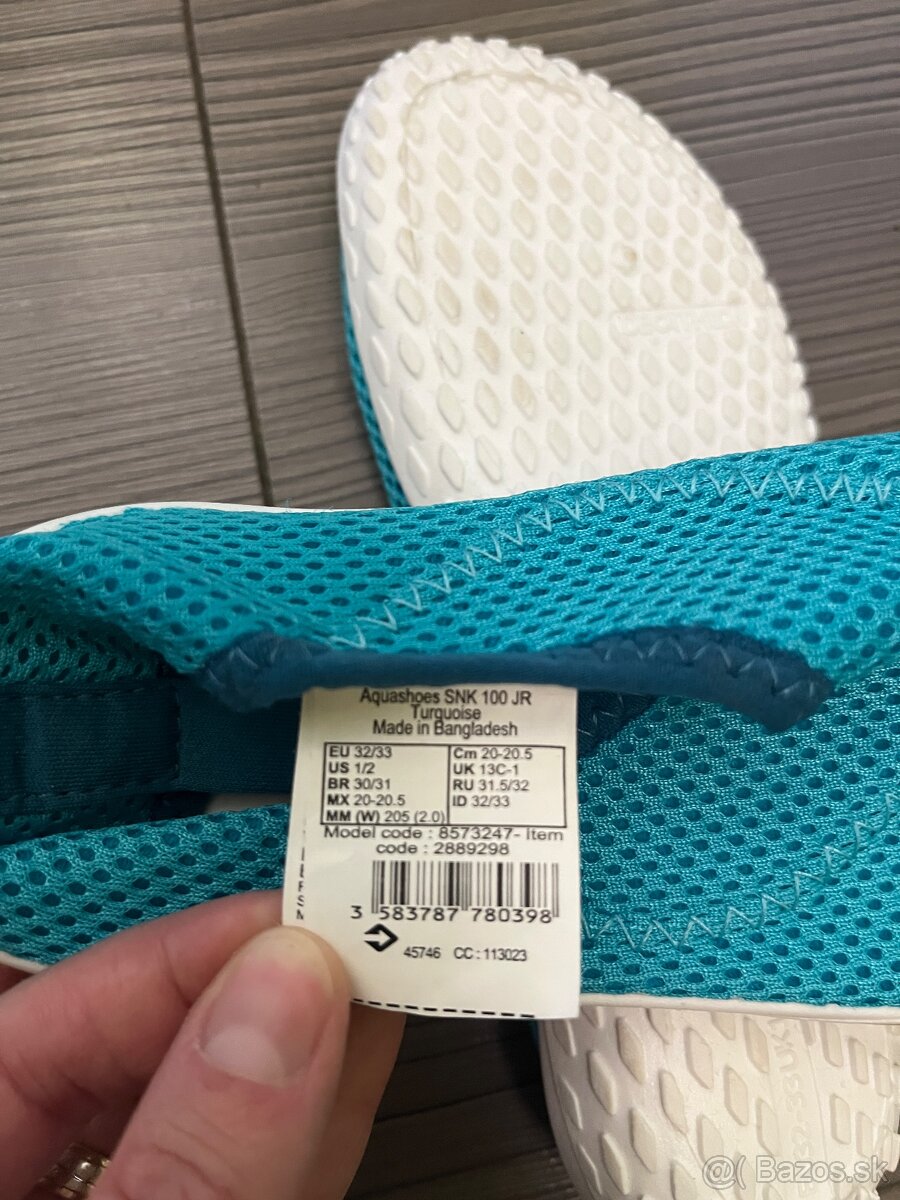 Aquashoes SNK 100 JR
Turquoise
Made in Bangladesh
EU 32/33 Cm 20-20.5
US 1/2 UK 13C-1
BR 30/31 RU 31.5/32
MX 20-20.5 ID 32/33
MM (W) 205 (2.0)
Model code : 8573247- Item
code : 2889298
3 583787 780398
45746 CC : 113023
Bazos.sk